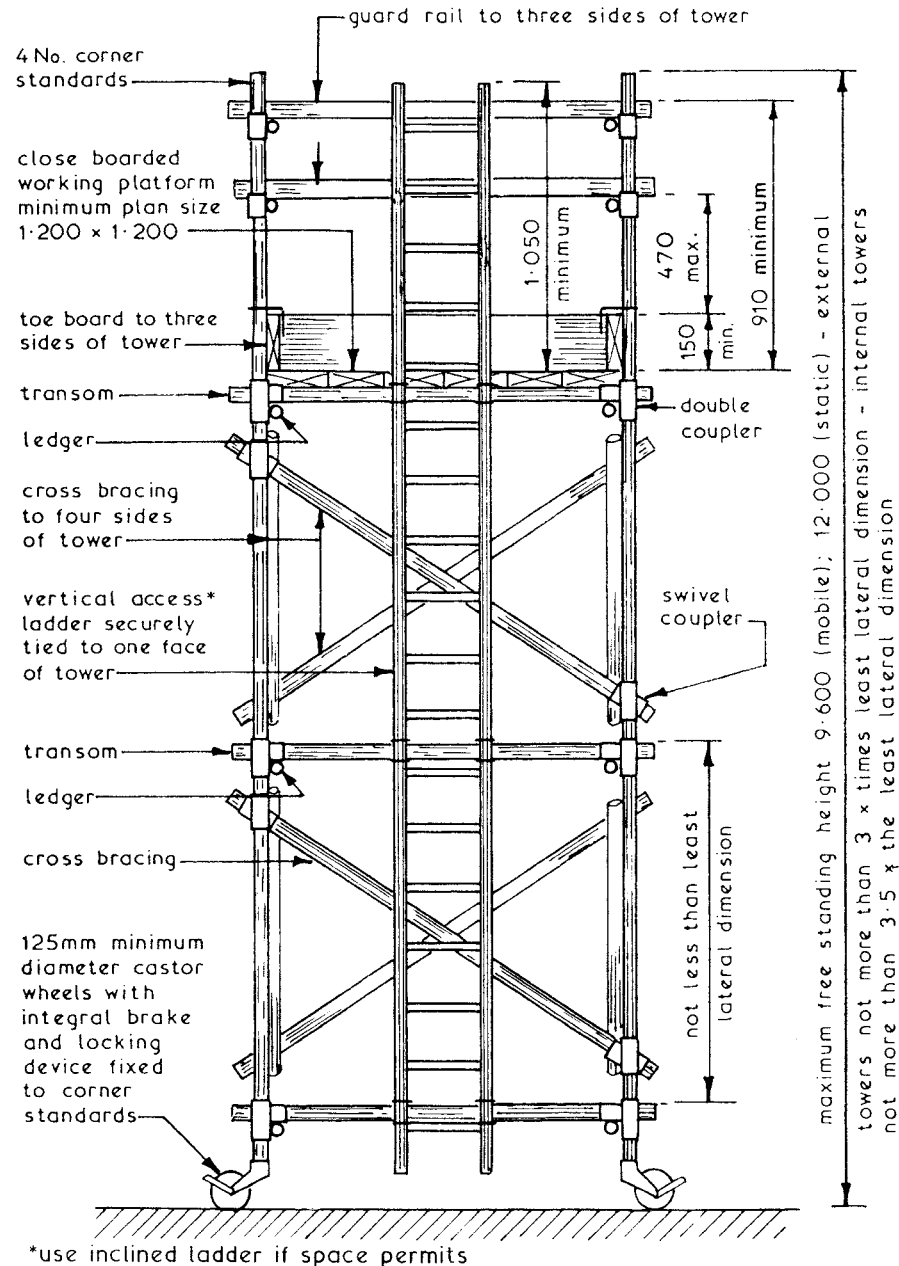 guard rail to three sides of tower
4 No. corner
standards
close boarded
working platform
minimum plan size
1·200 x 1·200
toe board to three
sides of tower
transom
ledger
cross bracing
to four sides
of tower
vertical access*
ladder securely
tied to one face
of tower
transom
ledger
cross bracing
125mm minimum
diameter castor
wheels with
integral brake
and locking
device fixed
to corner
standards
1·050
minimum
470
max.
150
min.
910 minimum
double
coupler
swivel
coupler
not less than least
lateral dimension
maximum free standing height 9·600 (mobile); 12·000 (static) - external
towers not more than 3 x times least lateral dimension - internal towers
not more than 3·5 x the least lateral dimension
*use inclined ladder if space permits